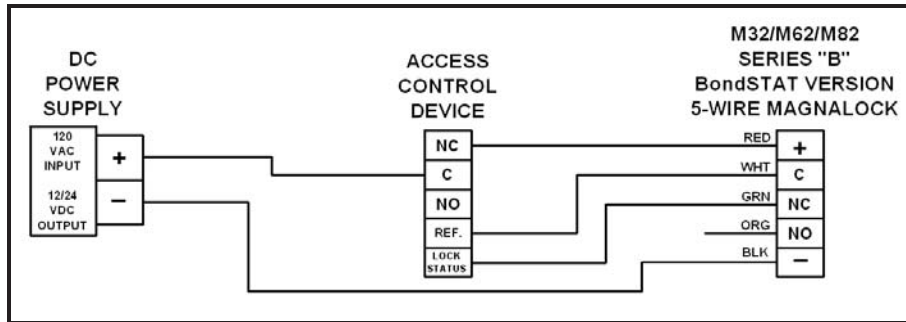 DC
POWER
SUPPLY
120
VAC
INPUT
+
12/24
VDC
OUTPUT
−
ACCESS
CONTROL
DEVICE
NC
C
NO
REF.
LOCK
STATUS
M32/M62/M82
SERIES "B"
BondSTAT VERSION
5-WIRE MAGNALOCK
RED +
WHT C
GRN NC
ORG NO
BLK −